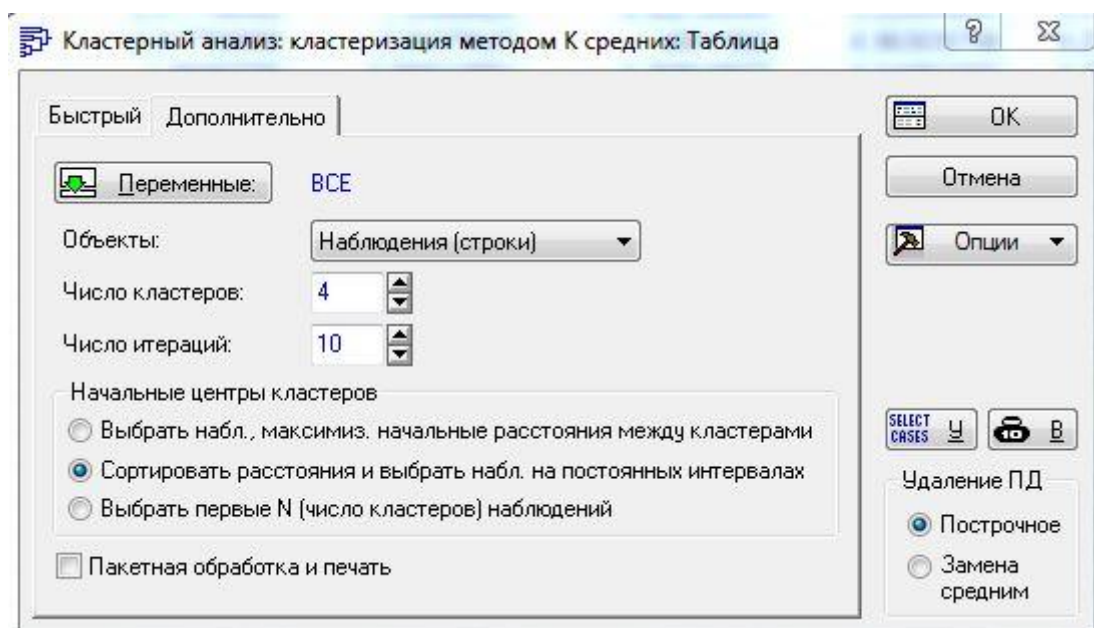 Кластерный анализ: кластеризация методом K средних: Таблица
Быстрый Дополнительно
OK
Переменные: ВСЕ
Отмена
Объекты: Наблюдения (строки)
Опции
Число кластеров: 4
Число итераций: 10
Начальные центры кластеров
Выбрать набл., максимиз. начальные расстояния между кластерами
SELECT CASES У В
Сортировать расстояния и выбрать набл. на постоянных интервалах
Удаление ПД
Выбрать первые N (число кластеров) наблюдений
Построчное
Пакетная обработка и печать
Замена
средним